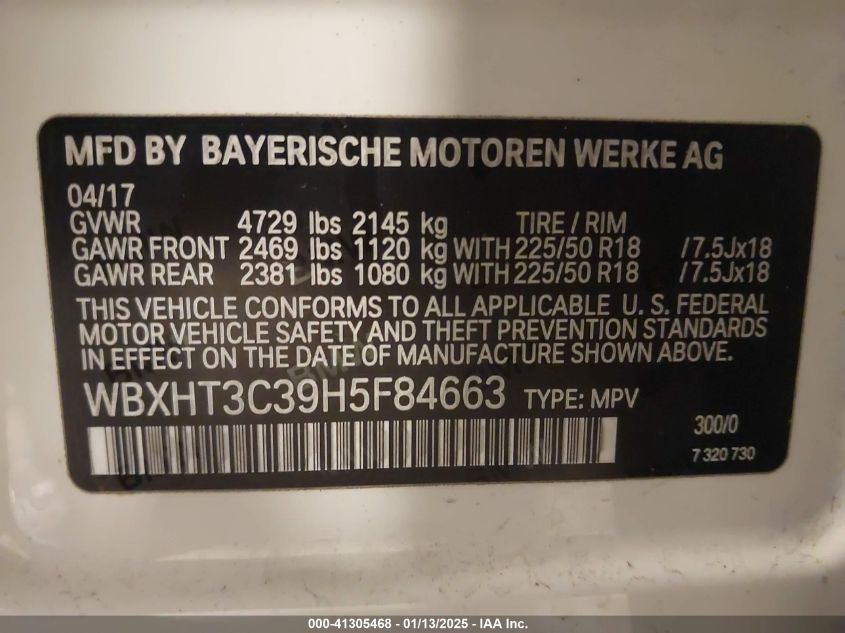 MFD BY BAYERISCHE MOTOREN WERKE AG
04/17
GVWR 4729 lbs 2145 kg TIRE / RIM
GAWR FRONT 2469 lbs 1120 kg WITH 225/50 R18 /7.5Jx18
GAWR REAR 2381 lbs 1080 kg WITH 225/50 R18 /7.5Jx18
THIS VEHICLE CONFORMS TO ALL APPLICABLE U. S. FEDERAL
MOTOR VEHICLE SAFETY AND THEFT PREVENTION STANDARDS
IN EFFECT ON THE DATE OF MANUFACTURE SHOWN ABOVE.
WBXHT3C39H5F84663 TYPE: MPV
300/0
7 320 730
000-41305468 - 01/13/2025 - IAA Inc.